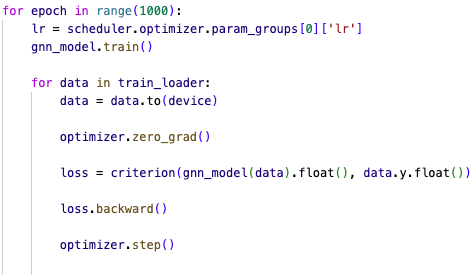 for epoch in range(1000):
    lr = scheduler.optimizer.param_groups[0]['lr']
    gnn_model.train()

    for data in train_loader:
        data = data.to(device)

        optimizer.zero_grad()

        loss = criterion(gnn_model(data).float(), data.y.float())

        loss.backward()

        optimizer.step()